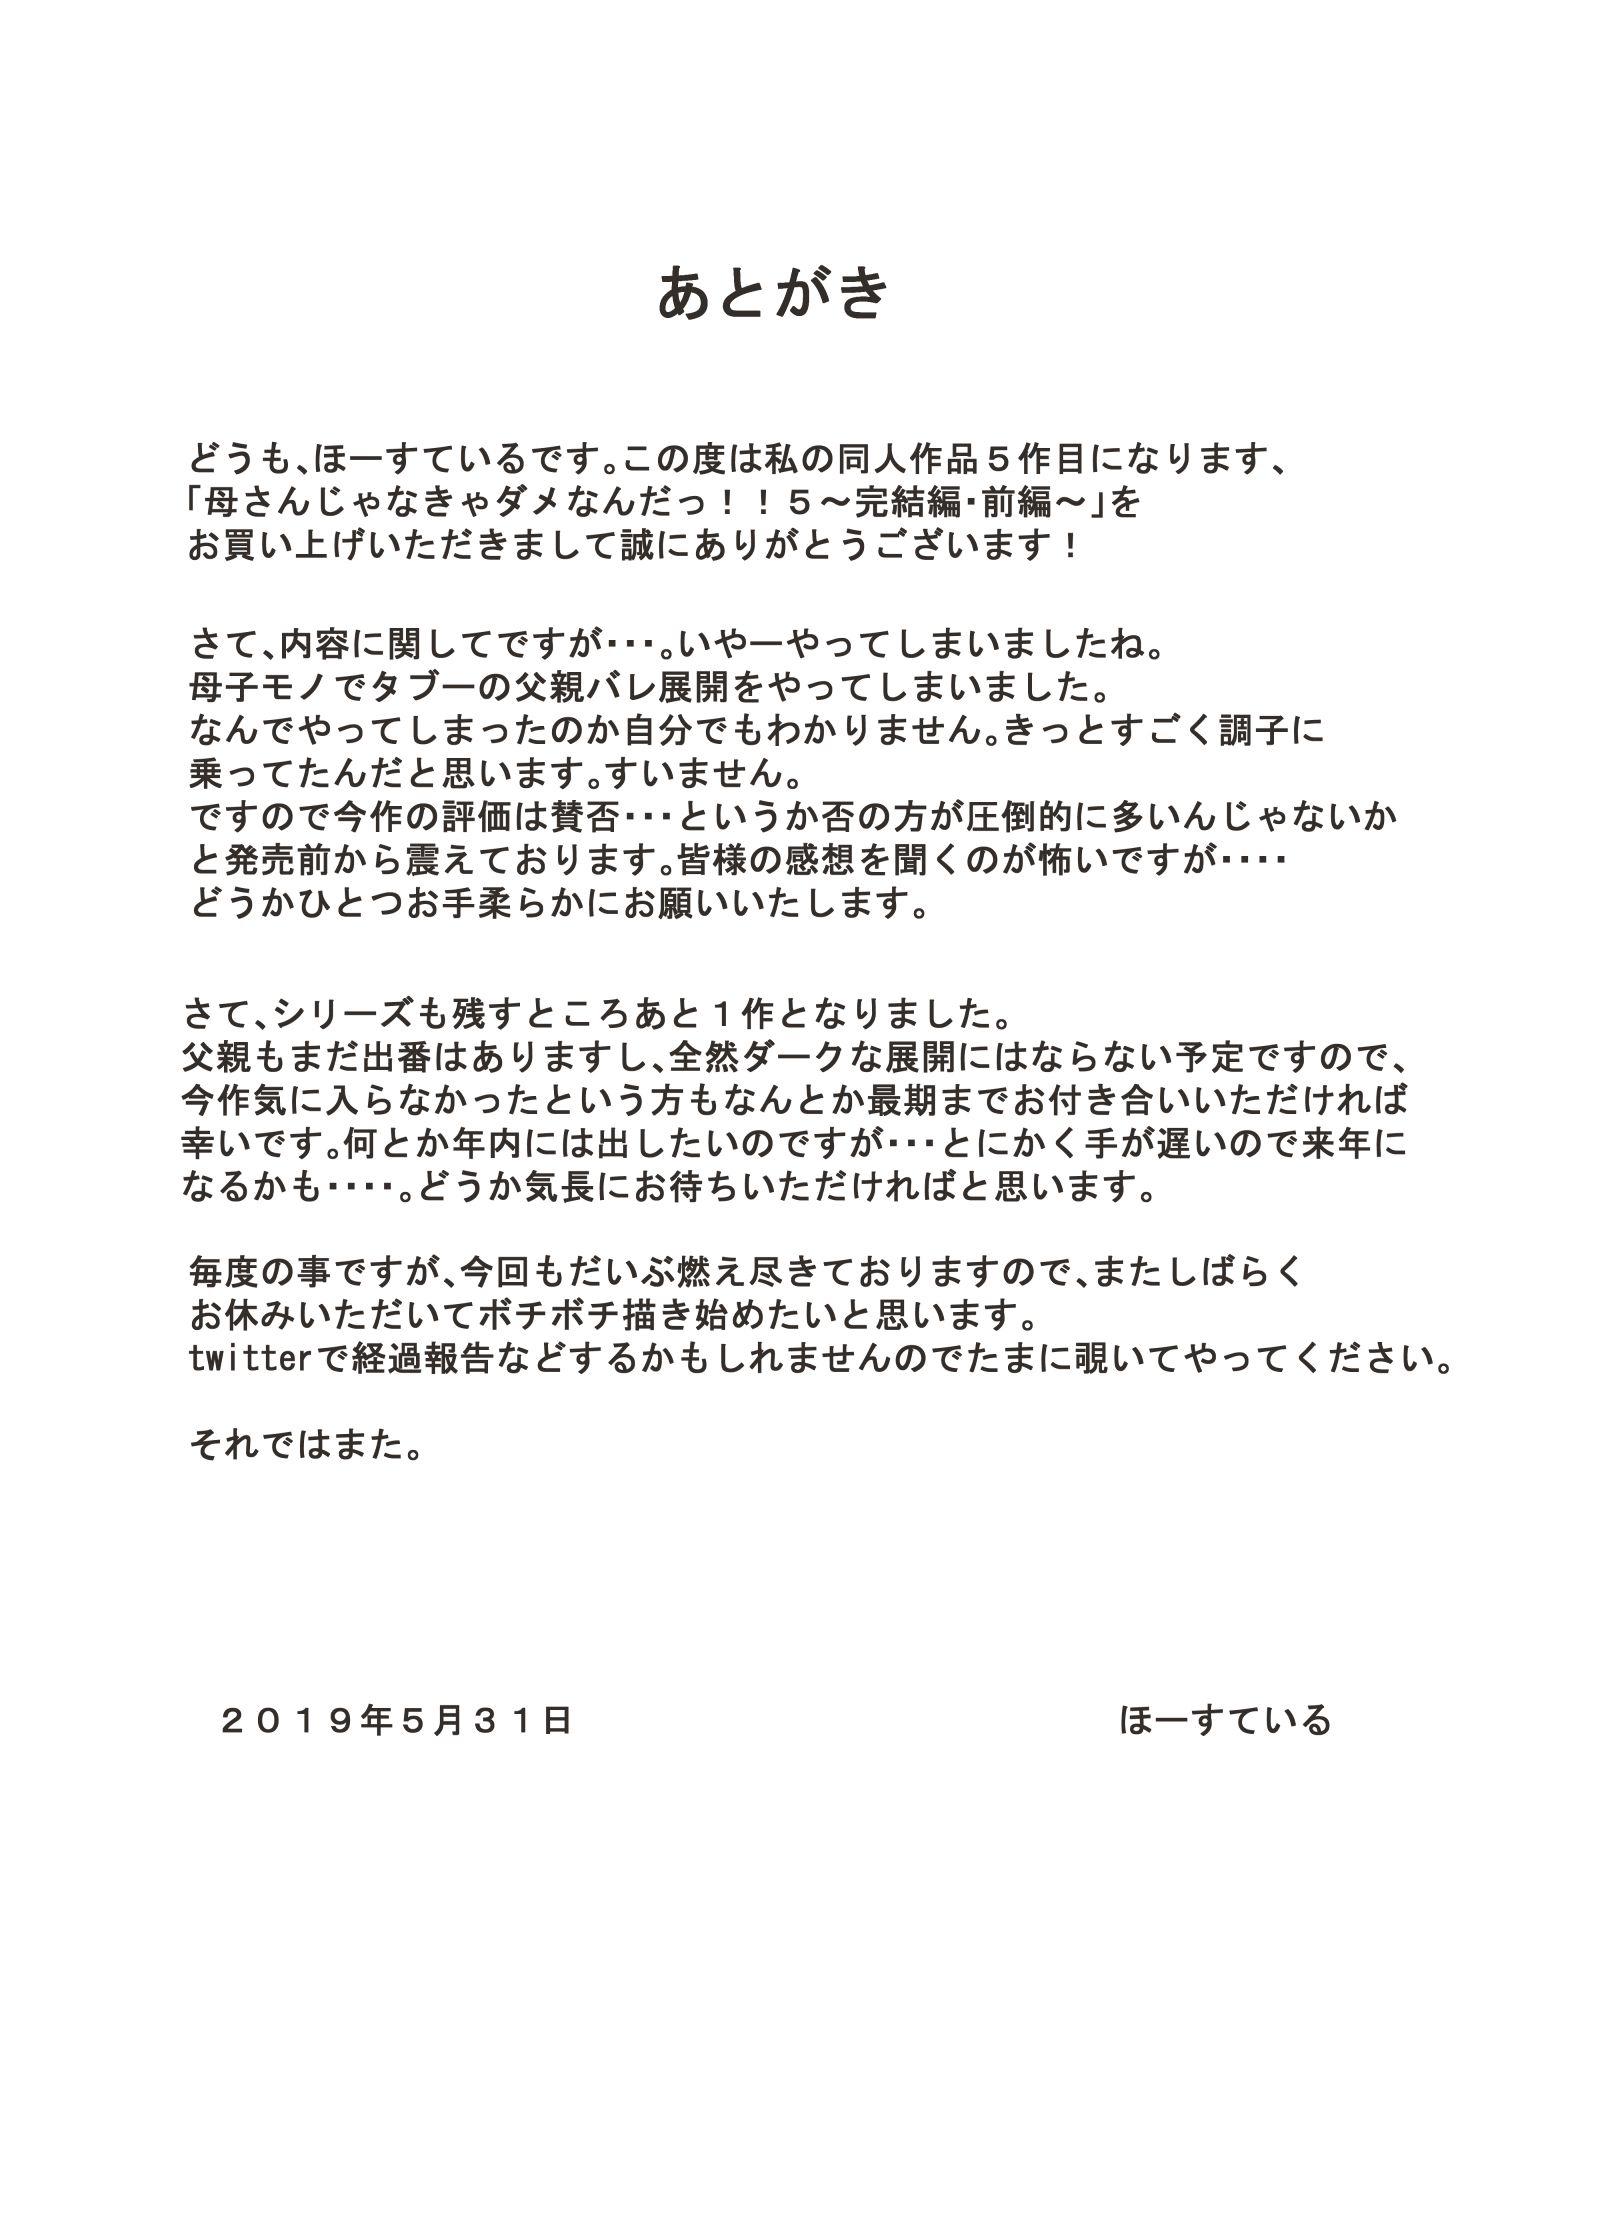 あとがき
どうも、ほーすているです。この度は私の同人作品５作目になります、
「母さんじゃなきゃダメなんだっ！！５～完結編・前編～」を
お買い上げいただきまして誠にありがとうございます！
さて、内容に関してですが・・・。いやーやってしまいましたね。
母子モノでタブーの父親バレ展開をやってしまいました。
なんでやってしまったのか自分でもわかりません。きっとすごく調子に
乗ってたんだと思います。すいません。
ですので今作の評価は賛否・・・というか否の方が圧倒的に多いんじゃないか
と発売前から震えております。皆様の感想を聞くのが怖いですが・・・・
どうかひとつお手柔らかにお願いいたします。
さて、シリーズも残すところあと１作となりました。
父親もまだ出番はありますし、全然ダークな展開にはならない予定ですので、
今作気に入らなかったという方もなんとか最期までお付き合いいただければ
幸いです。何とか年内には出したいのですが・・・とにかく手が遅いので来年に
なるかも・・・・。どうか気長にお待ちいただければと思います。
毎度の事ですが、今回もだいぶ燃え尽きておりますので、またしばらく
お休みいただいてボチボチ描き始めたいと思います。
twitterで経過報告などするかもしれませんのでたまに覗いてやってください。
それではまた。
２０１９年５月３１日
ほーすている